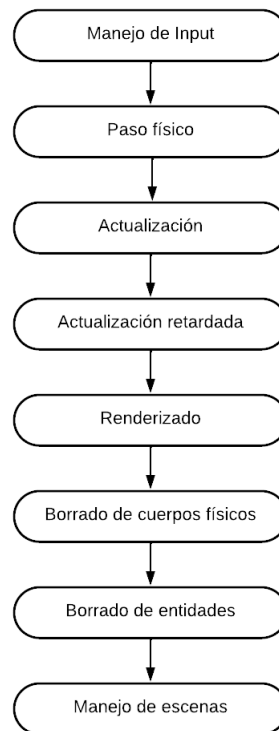 Manejo de Input
Paso físico
Actualización
Actualización retardada
Renderizado
Borrado de cuerpos físicos
Borrado de entidades
Manejo de escenas